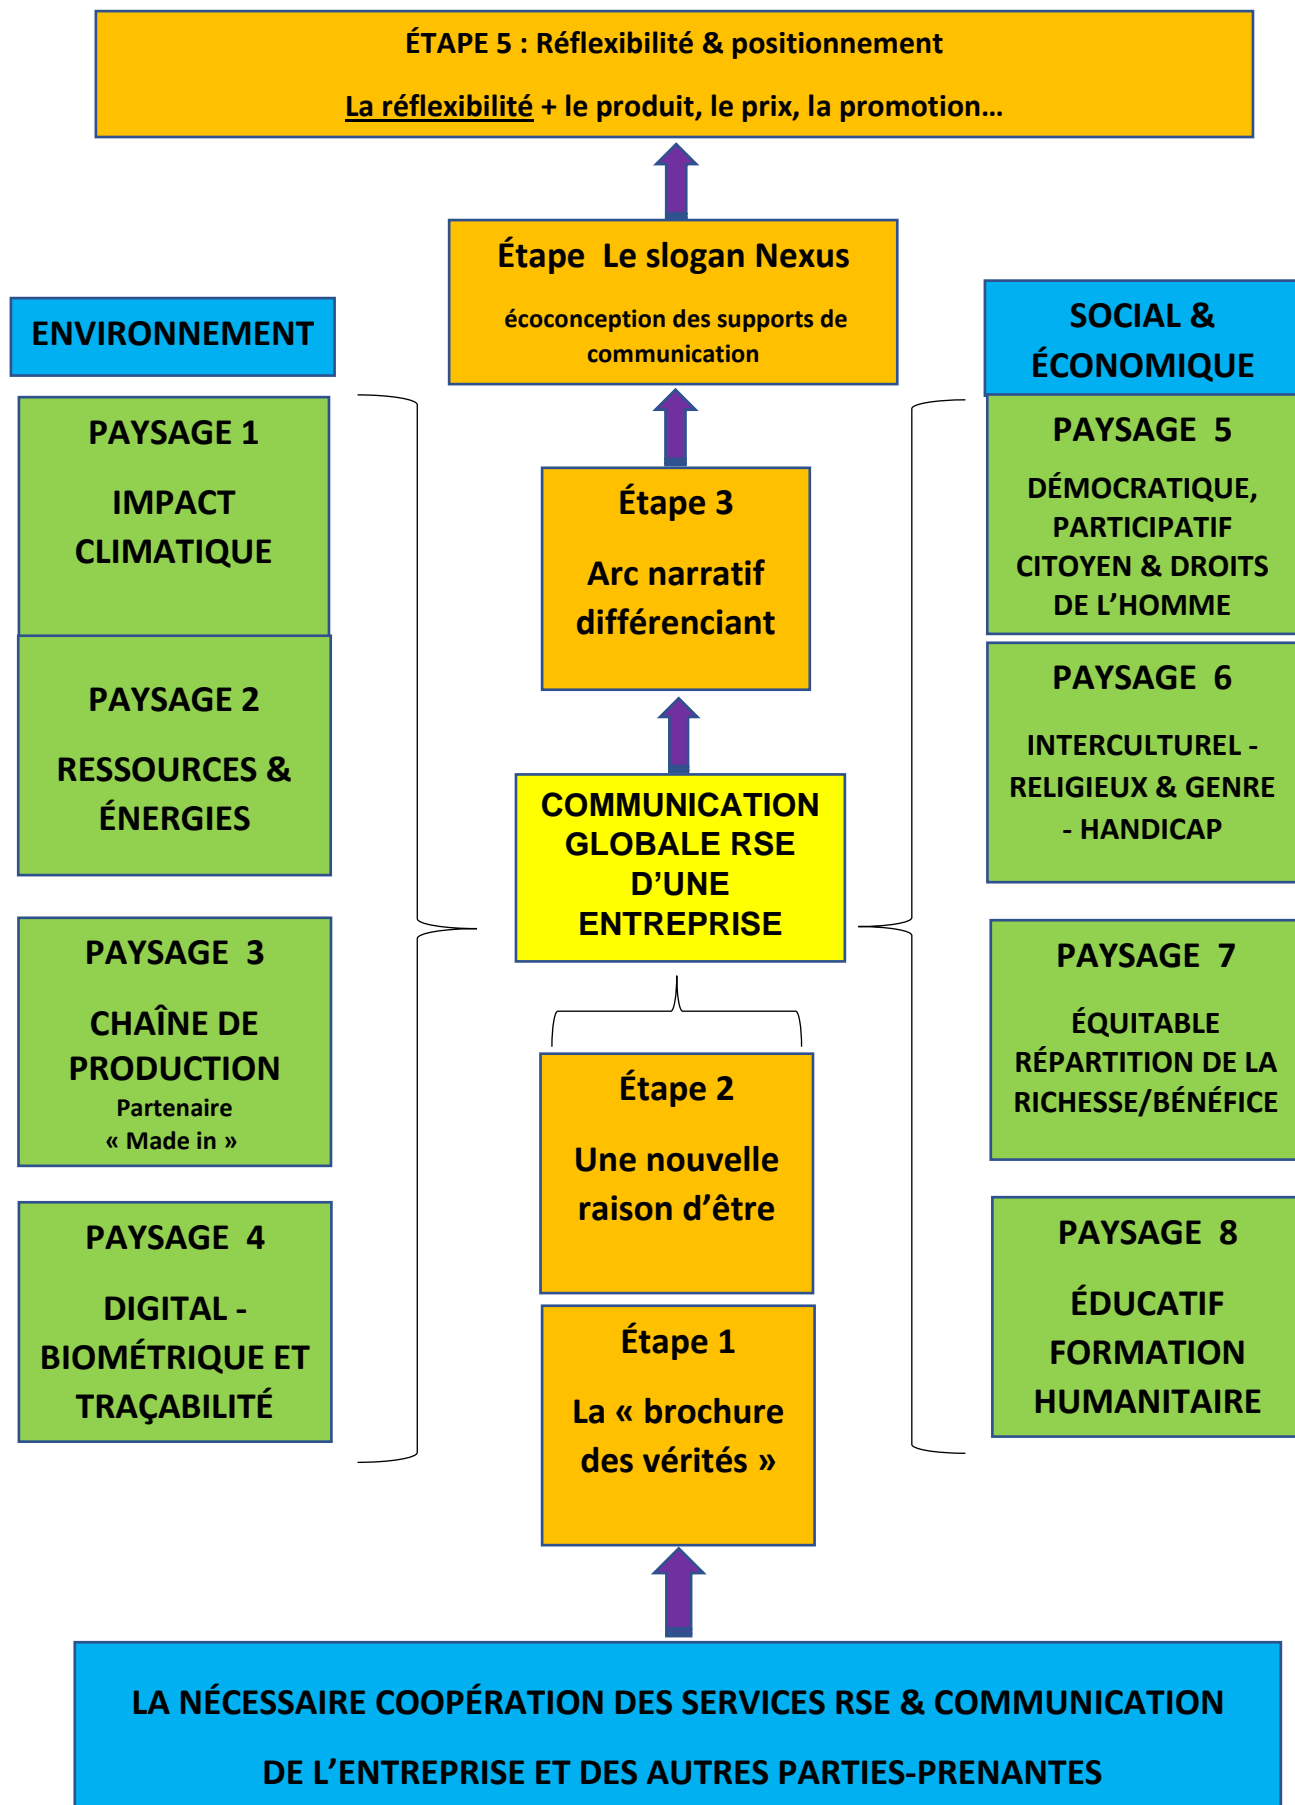 ÉTAPE 5 : Réflexibilité & positionnement
La réflexibilité + le produit, le prix, la promotion…
Étape Le slogan Nexus
écoconception des supports de
communication
ENVIRONNEMENT
PAYSAGE 1
IMPACT
CLIMATIQUE
PAYSAGE 2
RESSOURCES &
ÉNERGIES
PAYSAGE 3
CHAÎNE DE
PRODUCTION
Partenaire
« Made in »
PAYSAGE 4
DIGITAL -
BIOMÉTRIQUE ET
TRAÇABILITÉ
Étape 3
Arc narratif
différenciant
COMMUNICATION
GLOBALE RSE
D’UNE
ENTREPRISE
Étape 2
Une nouvelle
raison d’être
Étape 1
La « brochure
des vérités »
SOCIAL &
ÉCONOMIQUE
PAYSAGE 5
DÉMOCRATIQUE,
PARTICIPATIF
CITOYEN & DROITS
DE L’HOMME
PAYSAGE 6
INTERCULTUREL -
RELIGIEUX & GENRE
- HANDICAP
PAYSAGE 7
ÉQUITABLE
RÉPARTITION DE LA
RICHESSE/BÉNÉFICE
PAYSAGE 8
ÉDUCATIF
FORMATION
HUMANITAIRE
LA NÉCESSAIRE COOPÉRATION DES SERVICES RSE & COMMUNICATION
DE L’ENTREPRISE ET DES AUTRES PARTIES-PRENANTES